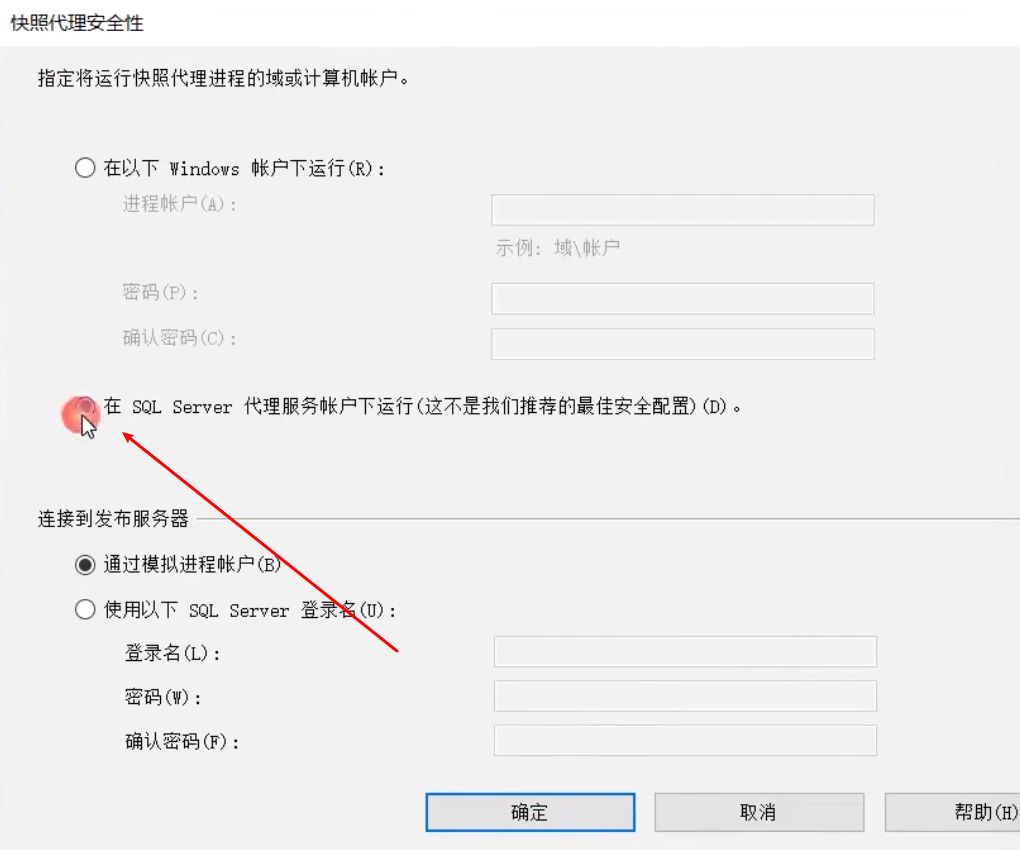 快照代理安全性
指定将运行快照代理进程的域或计算机帐户。
在以下 Windows 帐户下运行(R):
进程帐户(A):
示例: 域\帐户
密码(P):
确认密码(C):
在 SQL Server 代理服务帐户下运行(这不是我们推荐的最佳安全配置)(D)。
连接到发布服务器
通过模拟进程帐户(B)
使用以下 SQL Server 登录名(U):
登录名(L):
密码(W):
确认密码(F):
确定 取消 帮助(H)